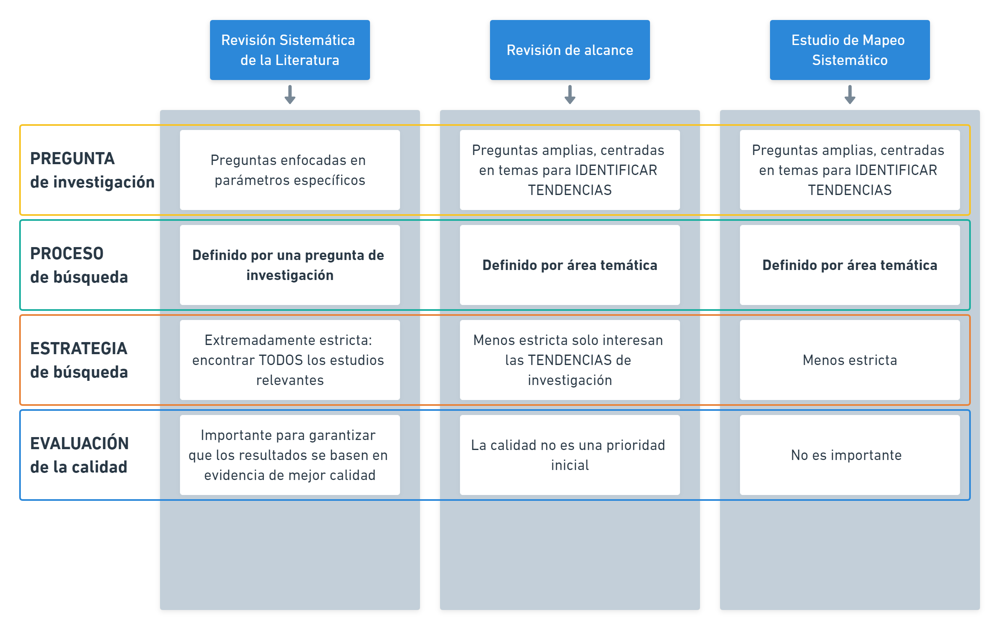 Revisión Sistemática
de la Literatura
Revisión de alcance
Estudio de Mapeo
Sistemático
PREGUNTA
de investigación
Preguntas enfocadas en
parámetros específicos
Preguntas amplias, centradas
en temas para IDENTIFICAR
TENDENCIAS
Preguntas amplias, centradas
en temas para IDENTIFICAR
TENDENCIAS
PROCESO
de búsqueda
Definido por una pregunta de
investigación
Definido por área temática
Definido por área temática
ESTRATEGIA
de búsqueda
Extremadamente estricta:
encontrar TODOS los estudios
relevantes
Menos estricta solo interesan
las TENDENCIAS de
investigación
Menos estricta
EVALUACIÓN
de la calidad
Importante para garantizar
que los resultados se basen en
evidencia de mejor calidad
La calidad no es una prioridad
inicial
No es importante